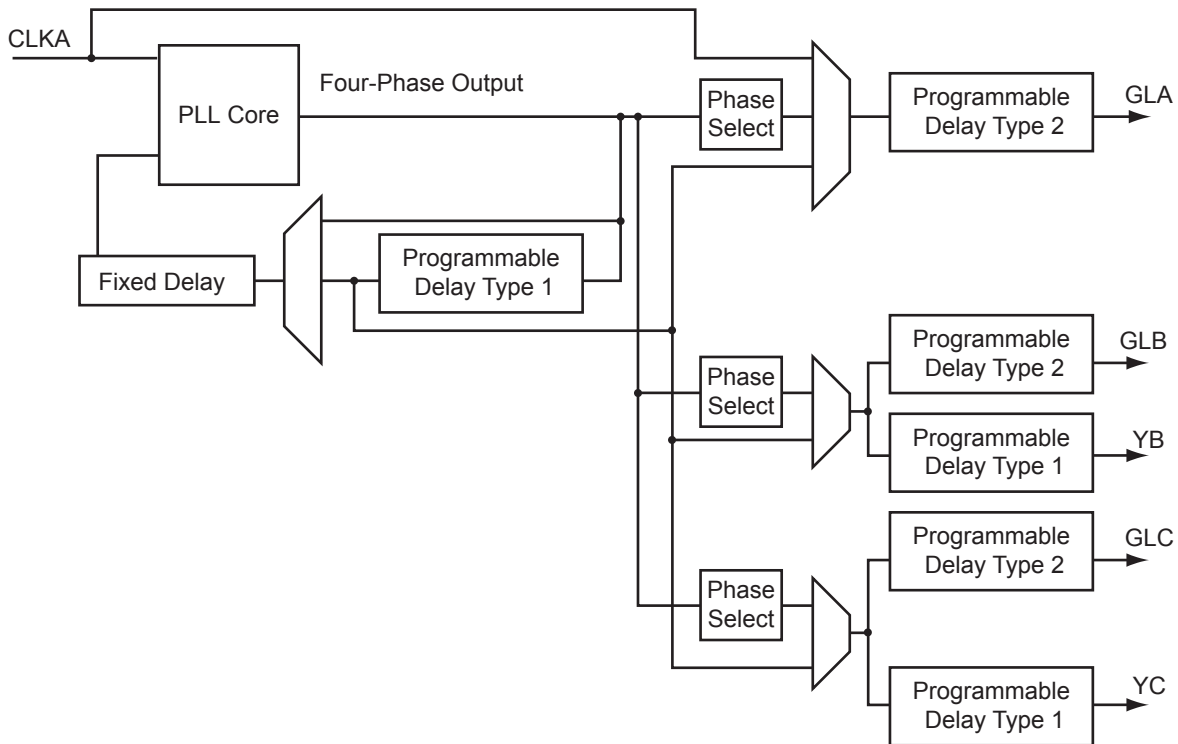 CLKA
PLL Core
Four-Phase Output
Phase
Select
Programmable
Delay Type 2
GLA
Fixed Delay
Programmable
Delay Type 1
Phase
Select
Programmable
Delay Type 2
GLB
Programmable
Delay Type 1
YB
Phase
Select
Programmable
Delay Type 2
GLC
Programmable
Delay Type 1
YC